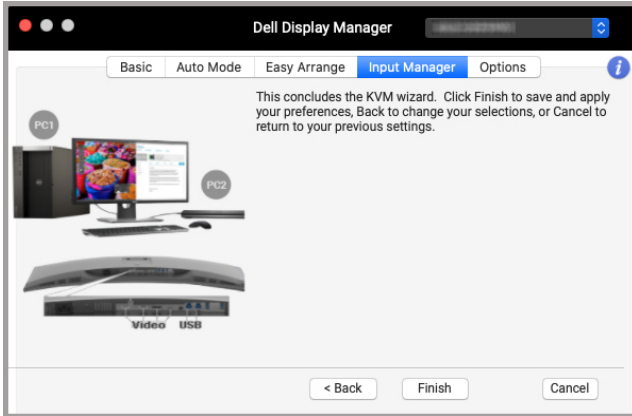 Dell Display Manager
Basic Auto Mode Easy Arrange Input Manager Options i
This concludes the KVM wizard. Click Finish to save and apply
your preferences, Back to change your selections, or Cancel to
return to your previous settings.
PC1
PC2
Video USB
< Back Finish Cancel